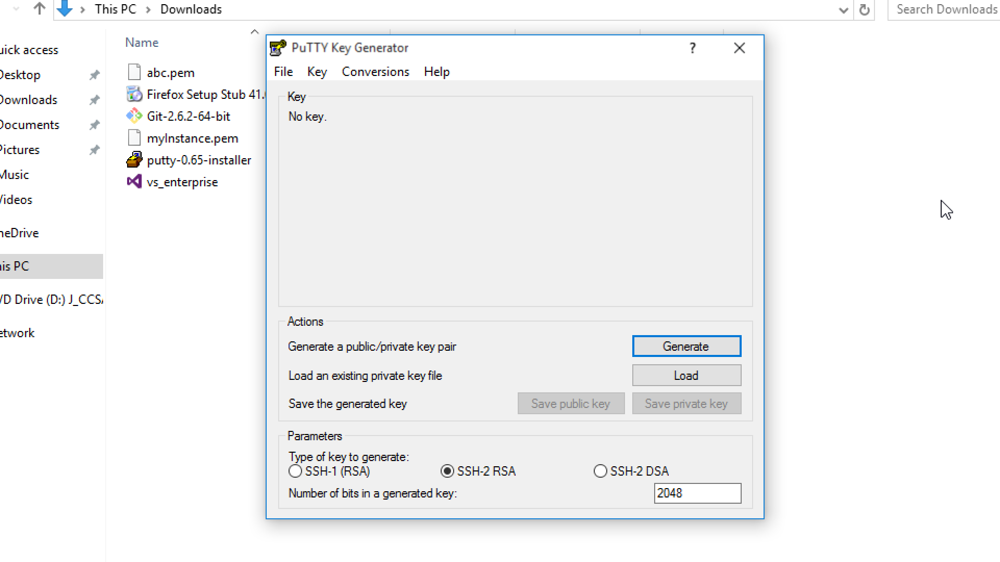 This PC > Downloads
Search Downloads
uick access
Desktop
Downloads
Documents
Pictures
Music
Videos
neDrive
his PC
VD Drive (D:) J_CCSA
etwork
Name
abc.pem
Firefox Setup Stub 41.
Git-2.6.2-64-bit
myInstance.pem
putty-0.65-installer
vs_enterprise
PuTTY Key Generator
?
File Key Conversions Help
Key
No key.
Actions
Generate a public/private key pair Generate
Load an existing private key file Load
Save the generated key Save public key Save private key
Parameters
Type of key to generate:
SSH-1 (RSA) SSH-2 RSA SSH-2 DSA
Number of bits in a generated key: 2048